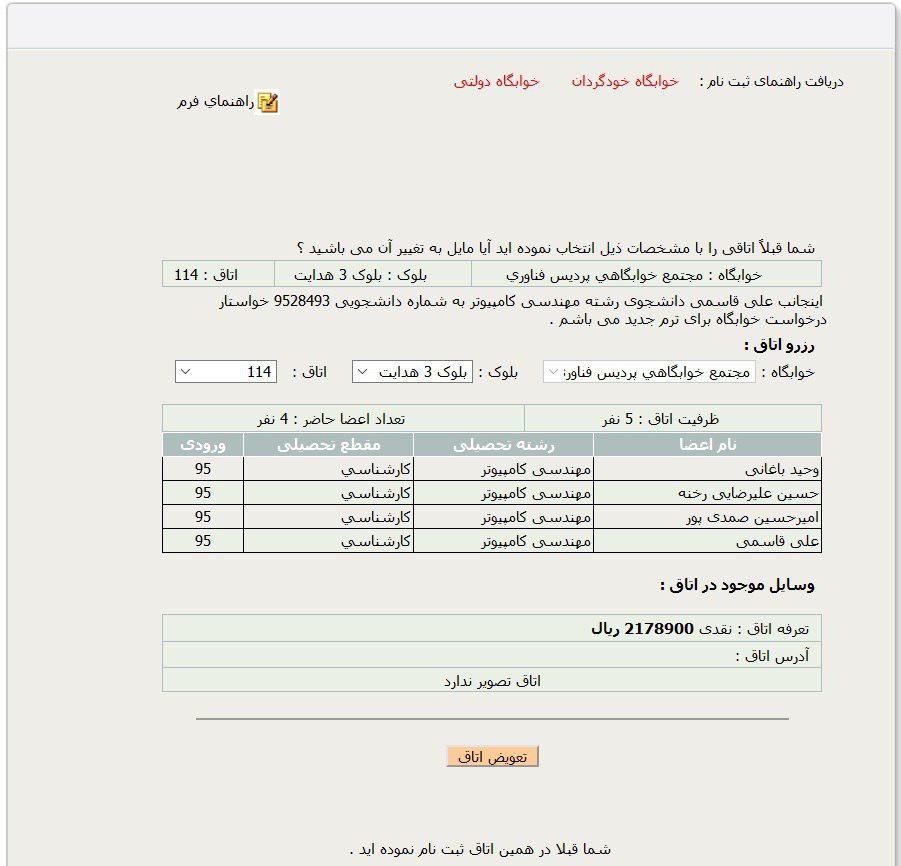 دریافت راهنمای ثبت نام : خوابگاه خودگردان خوابگاه دولتی
راهنماي فرم
شما قبلاً اتاقی را با مشخصات ذیل انتخاب نموده اید آیا مایل به تغییر آن می باشید ؟
خوابگاه : مجتمع خوابگاهي پردیس فناوري بلوک : بلوک 3 هدایت اتاق : 114
اینجانب علی قاسمی دانشجوی رشته مهندسی کامپیوتر به شماره دانشجویی 9528493 خواستار
درخواست خوابگاه برای ترم جدید می باشم .
رزرو اتاق :
خوابگاه : مجتمع خوابگاهي پردیس فناور بلوک : بلوک 3 هدایت اتاق : 114
ظرفیت اتاق : 5 نفر تعداد اعضا حاضر : 4 نفر
نام اعضا رشته تحصیلی مقطع تحصیلی ورودی
وحید باغانی مهندسی کامپیوتر کارشناسي 95
حسین علیرضایی رخنه مهندسی کامپیوتر کارشناسي 95
امیرحسین صمدی پور مهندسی کامپیوتر کارشناسي 95
علی قاسمی مهندسی کامپیوتر کارشناسي 95
وسایل موجود در اتاق :
تعرفه اتاق : نقدی 2178900 ریال
آدرس اتاق :
اتاق تصویر ندارد
تعویض اتاق
شما قبلا در همین اتاق ثبت نام نموده اید .